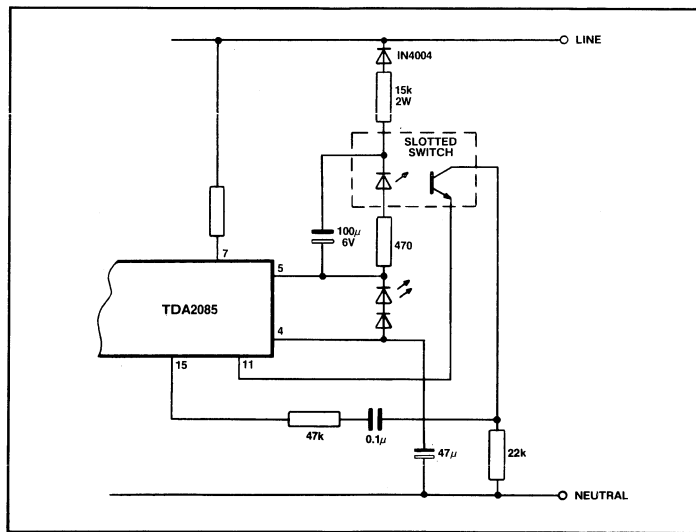 LINE
IN4004
15k
2W
SLOTTED
SWITCH
100μ
6V
470
7
5
TDA2085
4
15
11
47k
0.1μ
47μ
22k
NEUTRAL